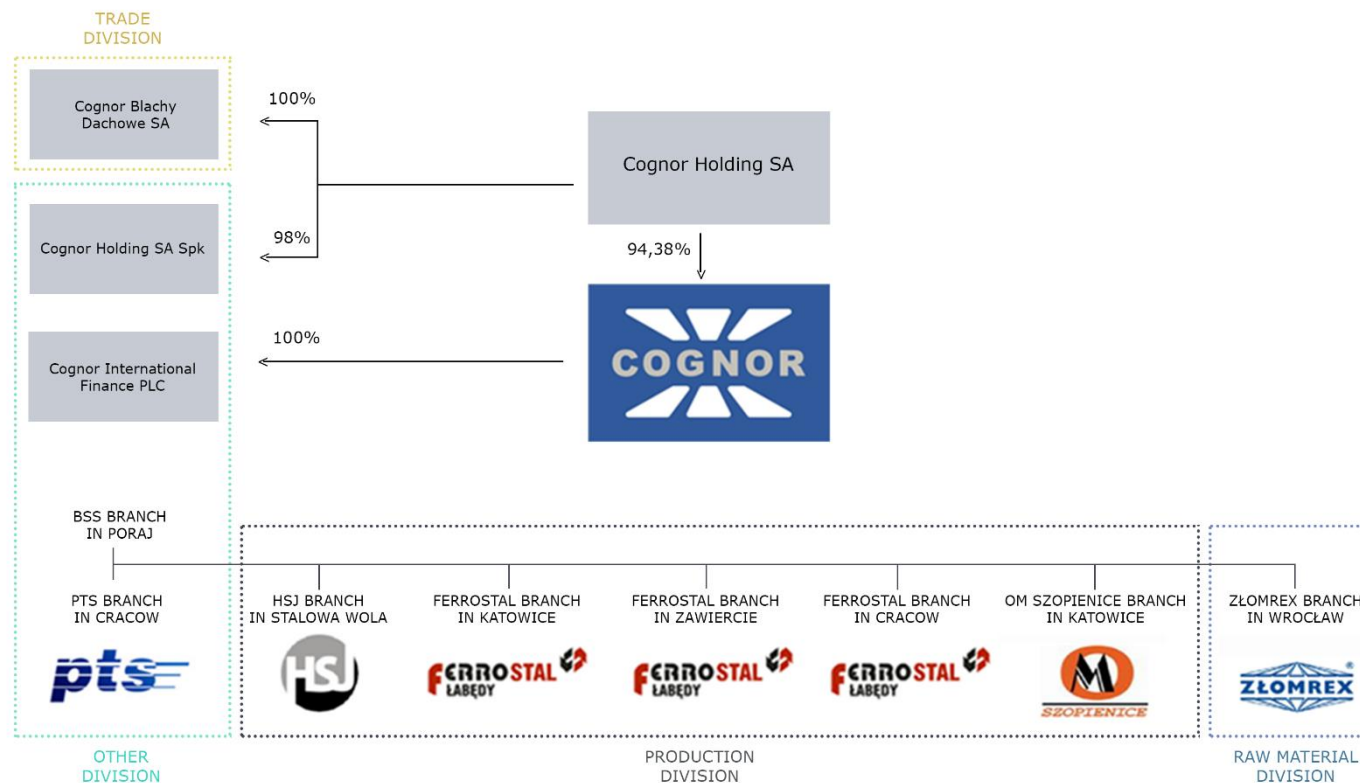 TRADE
DIVISION
Cognor Blachy
Dachowe SA
100%
Cognor Holding SA
Cognor Holding SA Spk
98%
94,38%
COGNOR
Cognor International
Finance PLC
100%
BSS BRANCH
IN PORAJ
PTS BRANCH
IN CRACOW
HSJ BRANCH
IN STALOWA WOLA
FERROSTAL BRANCH
IN KATOWICE
FERROSTAL BRANCH
IN ZAWIERCIE
FERROSTAL BRANCH
IN CRACOW
OM SZOPIENICE BRANCH
IN KATOWICE
ZŁOMREX BRANCH
IN WROCŁAW
pts
HSJ
FERROSTAL
ŁABĘDY
FERROSTAL
ŁABĘDY
FERROSTAL
ŁABĘDY
M
SZOPIENICE
ZŁOMREX®
OTHER
DIVISION
PRODUCTION
DIVISION
RAW MATERIAL
DIVISION